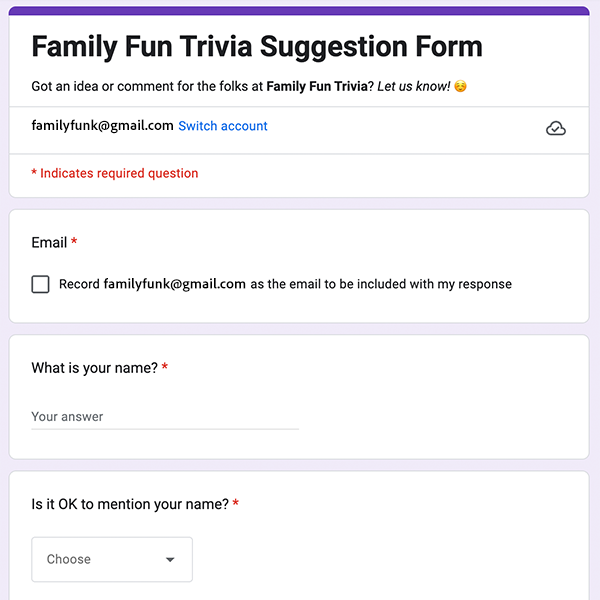 Family Fun Trivia Suggestion Form
Got an idea or comment for the folks at Family Fun Trivia? Let us know! ☺️
familyfunk@gmail.com Switch account
* Indicates required question
Email *
Record familyfunk@gmail.com as the email to be included with my response
What is your name? *
Your answer
Is it OK to mention your name? *
Choose